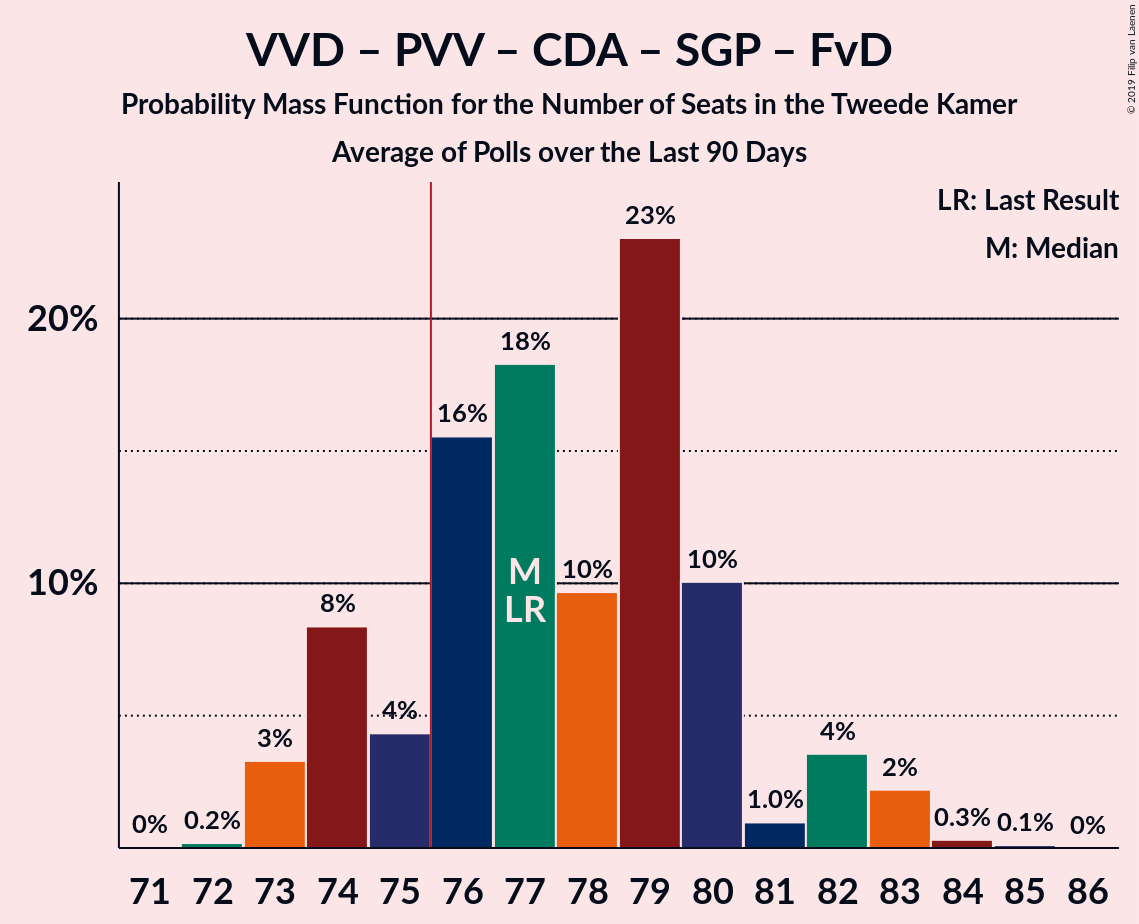 VVD – PVV – CDA – SGP – FvD
Probability Mass Function for the Number of Seats in the Tweede Kamer
Average of Polls over the Last 90 Days
© 2019 Filip van Laenen
LR: Last Result
M: Median
20%
10%
0%
0.2%
3%
8%
4%
16%
18%
10%
23%
10%
1.0%
4%
2%
0.3%
0.1%
0%
M
LR
71 72 73 74 75 76 77 78 79 80 81 82 83 84 85 86